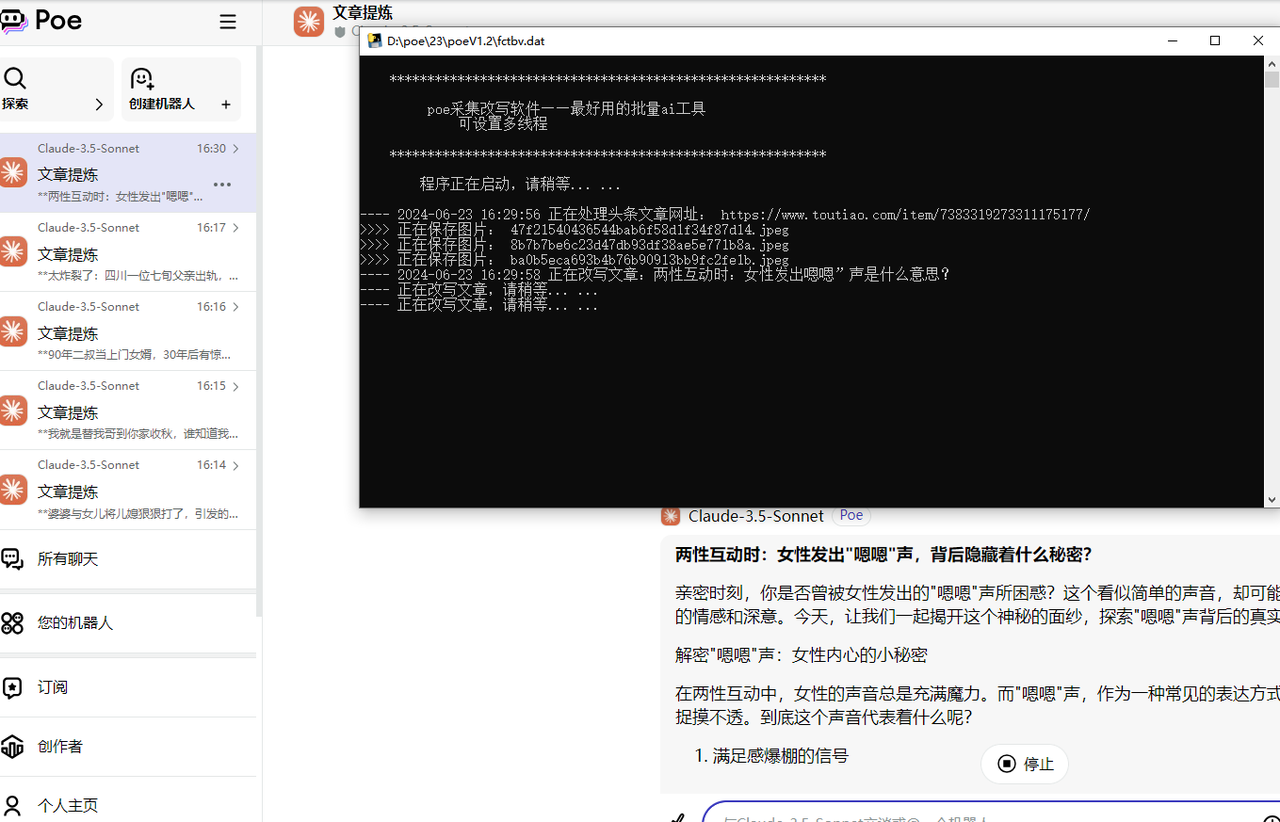 Poe
探索
创建机器人
Claude-3.5-Sonnet 16:30
文章提炼
**两性互动时：女性发出"嗯嗯"...
Claude-3.5-Sonnet 16:17
文章提炼
**太炸裂了：四川一位七旬父亲出轨，...
Claude-3.5-Sonnet 16:16
文章提炼
**90年二叔当上门女婿，30年后有惊...
Claude-3.5-Sonnet 16:15
文章提炼
**我就是替我哥到你家收秋，谁知道我...
Claude-3.5-Sonnet 16:14
文章提炼
**婆婆与女儿将儿媳狠狠打了，引发的...
所有聊天
您的机器人
订阅
创作者
个人主页
文章提炼
D:\poe\23\poeV1.2\fctbv.dat
**********************************************************
poe采集改写软件——最好用的批量ai工具
可设置多线程
**********************************************************
程序正在启动，请稍等... ...
---- 2024-06-23 16:29:56 正在处理头条文章网址： https://www.toutiao.com/item/7383319273311175177/
>>>> 正在保存图片： 47f21540436544bab6f58d1f34f87d14.jpeg
>>>> 正在保存图片： 8b7b7be6c23d47db93df38ae5e771b8a.jpeg
>>>> 正在保存图片： ba0b5eca693b4b76b90913bb9fc2fe1b.jpeg
---- 2024-06-23 16:29:58 正在改写文章：两性互动时：女性发出嗯嗯”声是什么意思？
---- 正在改写文章，请稍等... ...
---- 正在改写文章，请稍等... ...
Claude-3.5-Sonnet Poe
两性互动时：女性发出"嗯嗯"声，背后隐藏着什么秘密？
亲密时刻，你是否曾被女性发出的"嗯嗯"声所困惑？这个看似简单的声音，却可能
的情感和深意。今天，让我们一起揭开这个神秘的面纱，探索"嗯嗯"声背后的真实
解密"嗯嗯"声：女性内心的小秘密
在两性互动中，女性的声音总是充满魔力。而"嗯嗯"声，作为一种常见的表达方式
捉摸不透。到底这个声音代表着什么呢？
1. 满足感爆棚的信号
停止